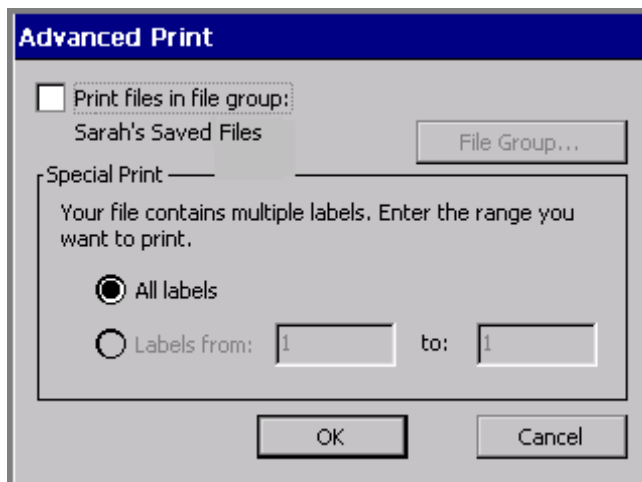 Advanced Print
Print files in file group:
Sarah's Saved Files
File Group...
Special Print
Your file contains multiple labels. Enter the range you
want to print.
All labels
Labels from: 1 to: 1
OK Cancel